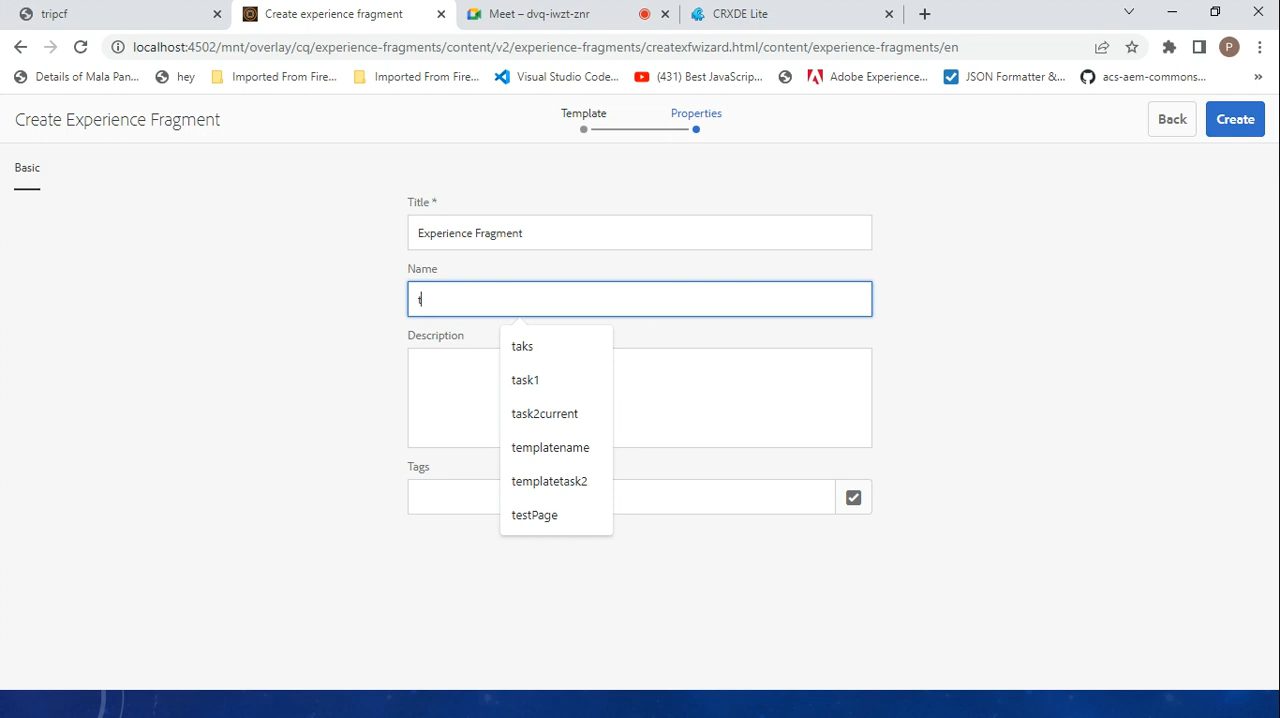 tripcf
Create experience fragment
Meet – dvq-iwzt-znr
CRXDE Lite
localhost:4502/mnt/overlay/cq/experience-fragments/content/v2/experience-fragments/createxfwizard.html/content/experience-fragments/en
P
Details of Mala Pan...
hey
Imported From Fire...
Imported From Fire...
Visual Studio Code...
(431) Best JavaScrip...
Adobe Experience...
JSON Formatter &...
acs-aem-commons...
»
Create Experience Fragment
Template
Properties
Back
Create
Basic
Title *
Experience Fragment
Name
t
taks
task1
task2current
templatename
templatetask2
testPage
Description
Tags